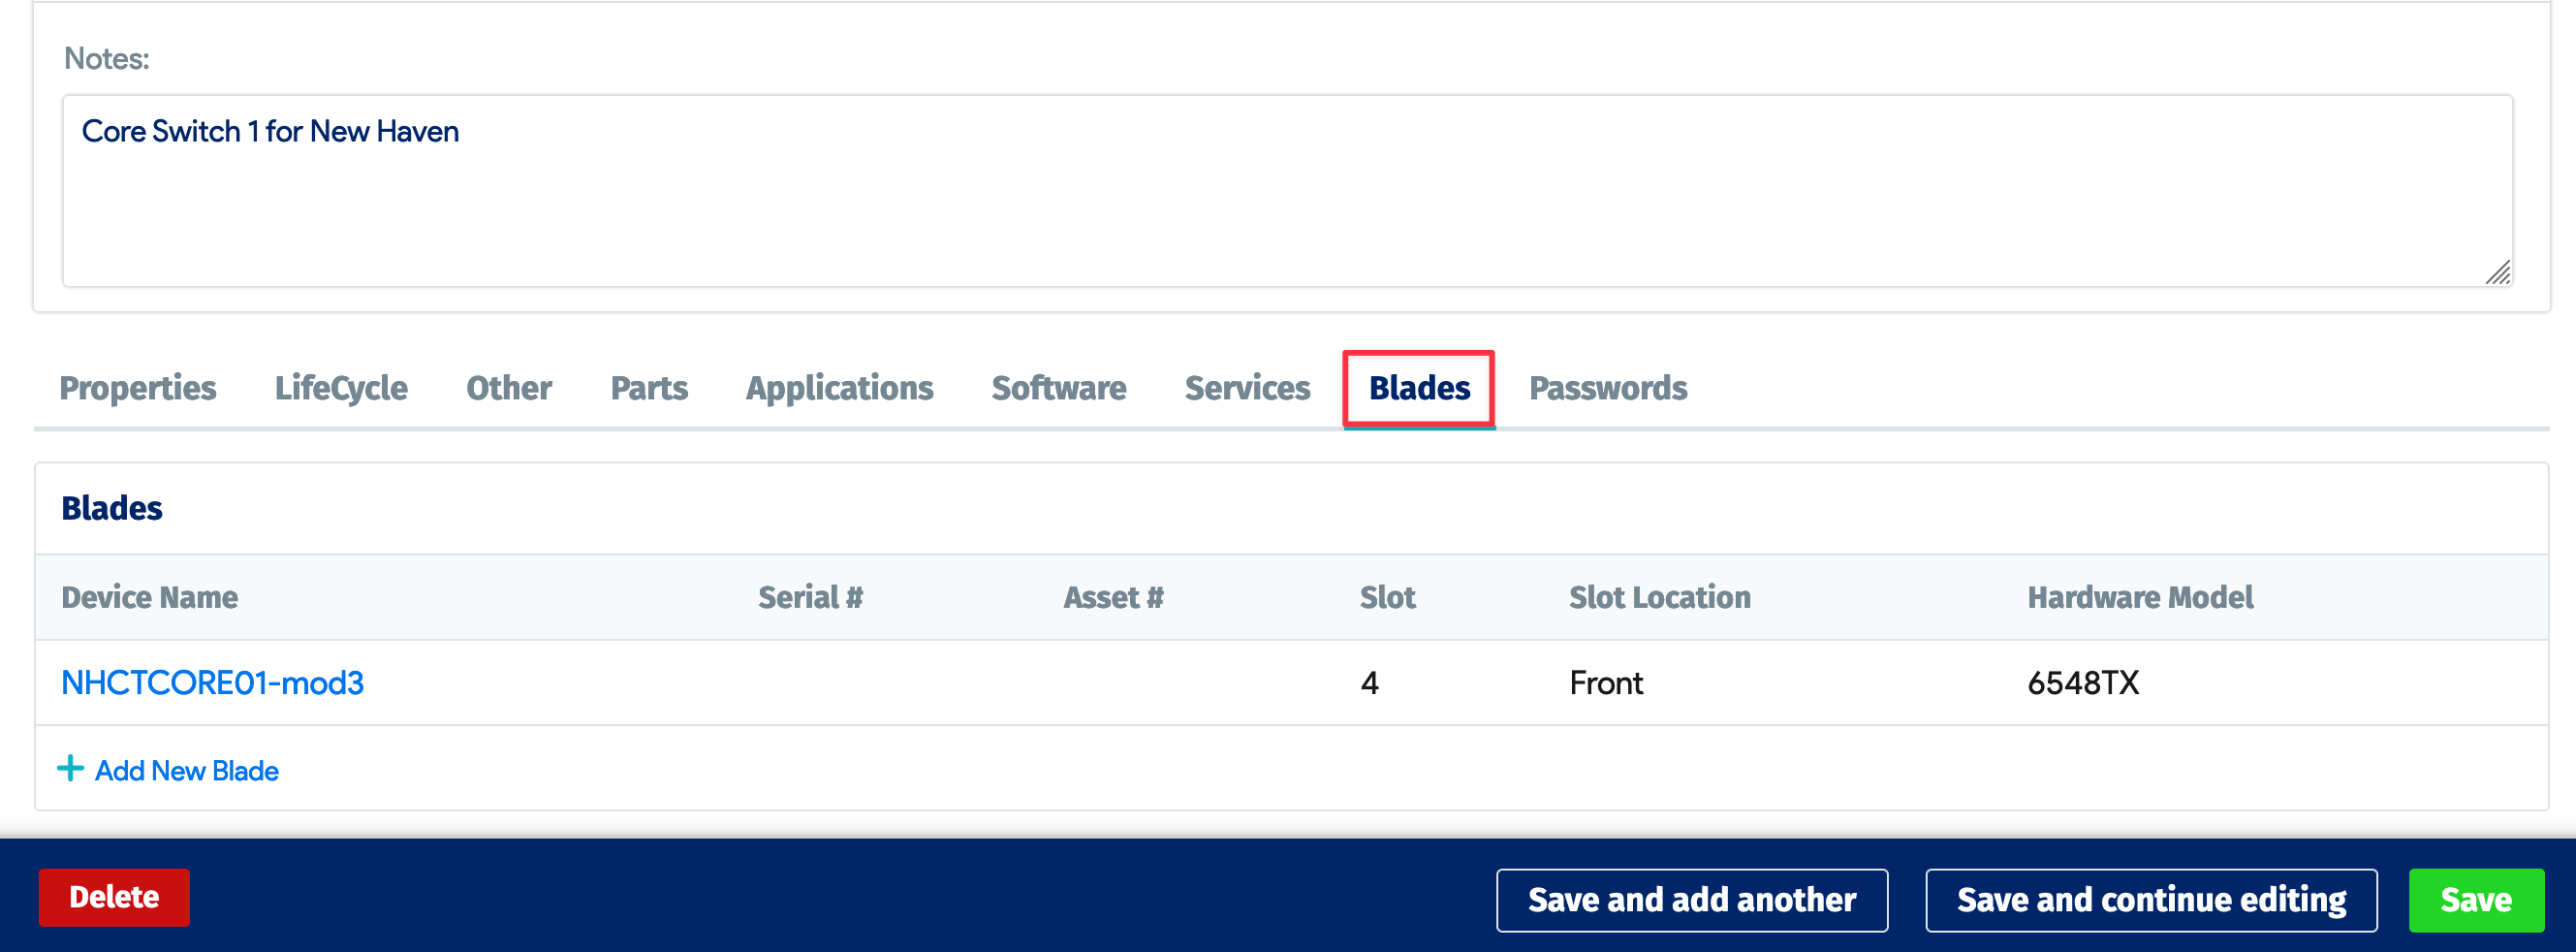 Notes:
Core Switch 1 for New Haven
Properties LifeCycle Other Parts Applications Software Services Blades Passwords
Blades
Device Name Serial # Asset # Slot Slot Location Hardware Model
NHCTCORE01-mod3 4 Front 6548TX
+ Add New Blade
Delete Save and add another Save and continue editing Save